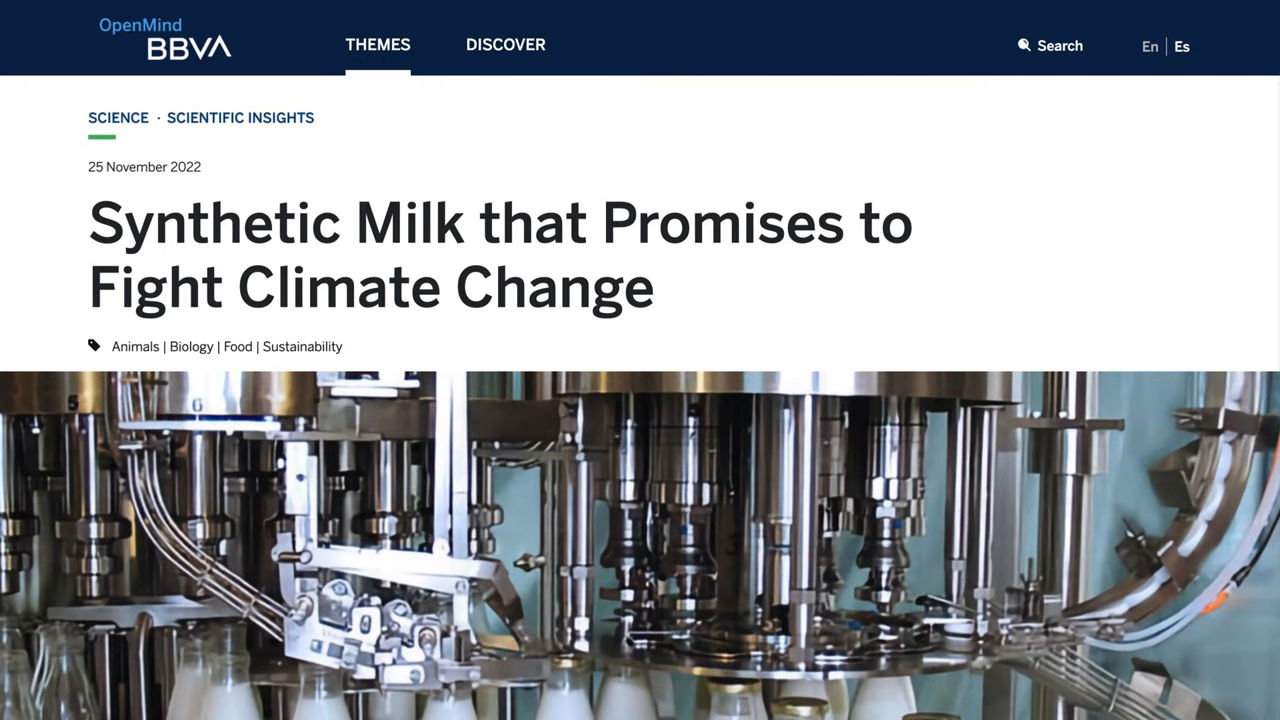 OpenMind
BBVA
THEMES
DISCOVER
Search
En | Es
SCIENCE · SCIENTIFIC INSIGHTS
25 November 2022
Synthetic Milk that Promises to
Fight Climate Change
Animals | Biology | Food | Sustainability